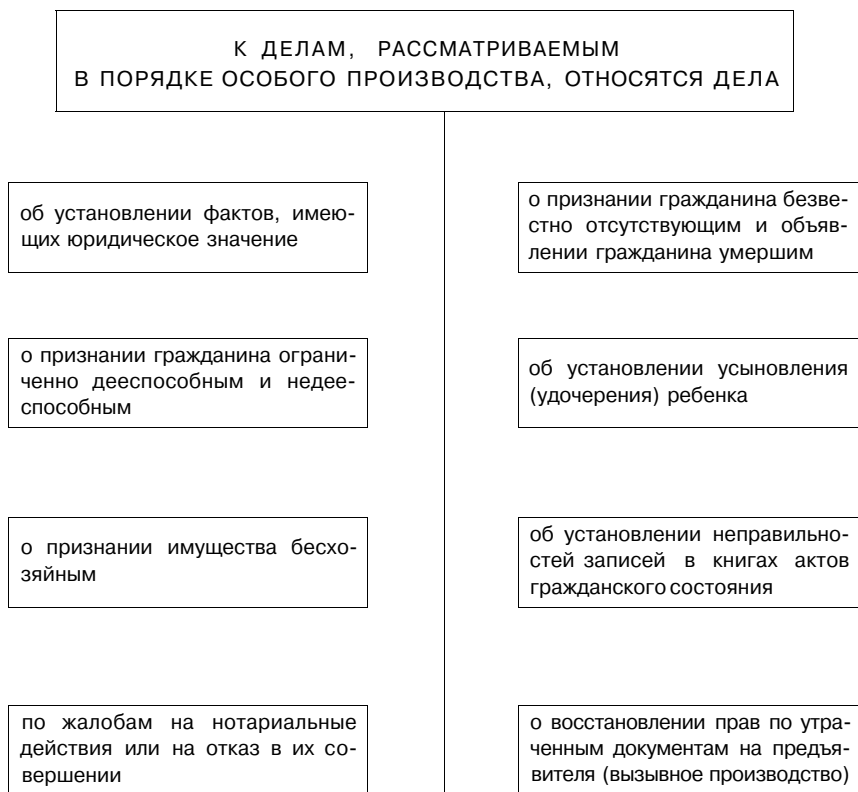 К ДЕЛАМ, РАССМАТРИВАЕМЫМ
В ПОРЯДКЕ ОСОБОГО ПРОИЗВОДСТВА, ОТНОСЯТСЯ ДЕЛА
об установлении фактов, имею-
щих юридическое значение
о признании гражданина безве-
стно отсутствующим и объяв-
лении гражданина умершим
о признании гражданина ограни-
ченно дееспособным и недее-
способным
об установлении усыновления
(удочерения) ребенка
о признании имущества бесхо-
зяйным
об установлении неправильно-
стей записей в книгах актов
гражданского состояния
по жалобам на нотариальные
действия или на отказ в их со-
вершении
о восстановлении прав по утра-
ченным документам на предъя-
вителя (вызывное производство)